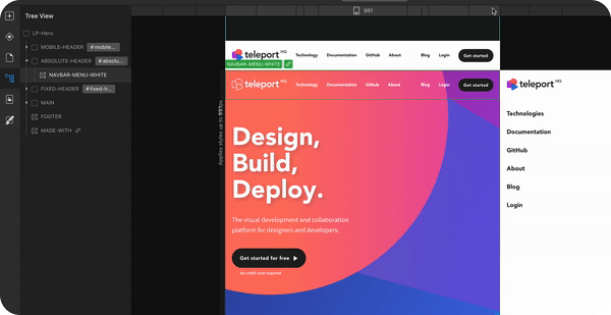 Tree View
LP-Hero
MOBILE-HEADER #mobile...
ABSOLUTE-HEADER #absolu...
NAVBAR-MENU-WHITE
FIXED-HEADER #fixed-h...
MAIN
FOOTER
MADE-WITH
991
teleport HQ Technology Documentation GitHub About Blog Login Get started
NAVBAR-MENU-WHITE
teleport HQ Technology Documentation GitHub About Blog Login Get started
Applies styles up to 991px
Design,
Build,
Deploy.
The visual development and collaboration
platform for designers and developers.
Get started for free
No credit card required
teleport HQ
Technologies
Documentation
GitHub
About
Blog
Login